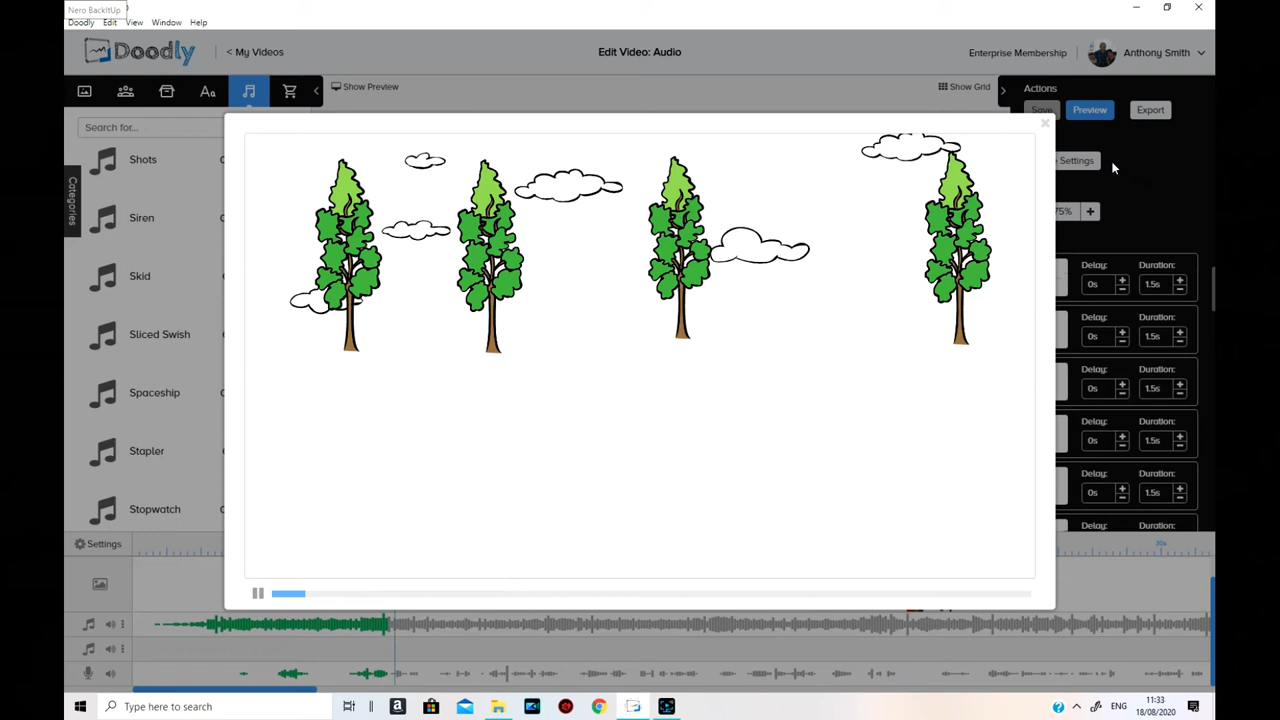 Nero BackItUp
Doodly Edit View Window Help
Doodly
< My Videos
Edit Video: Audio
Enterprise Membership
Anthony Smith
Show Preview
Show Grid
Actions
Search for...
Save
Preview
Export
Settings
75%
Categories
Shots
Siren
Skid
Sliced Swish
Spaceship
Stapler
Stopwatch
Delay: Duration:
0s 1.5s
Delay: Duration:
0s 1.5s
Delay: Duration:
0s 1.5s
Delay: Duration:
0s 1.5s
Delay: Duration:
0s 1.5s
Settings
30s
Type here to search
ENG
11:33
18/08/2020